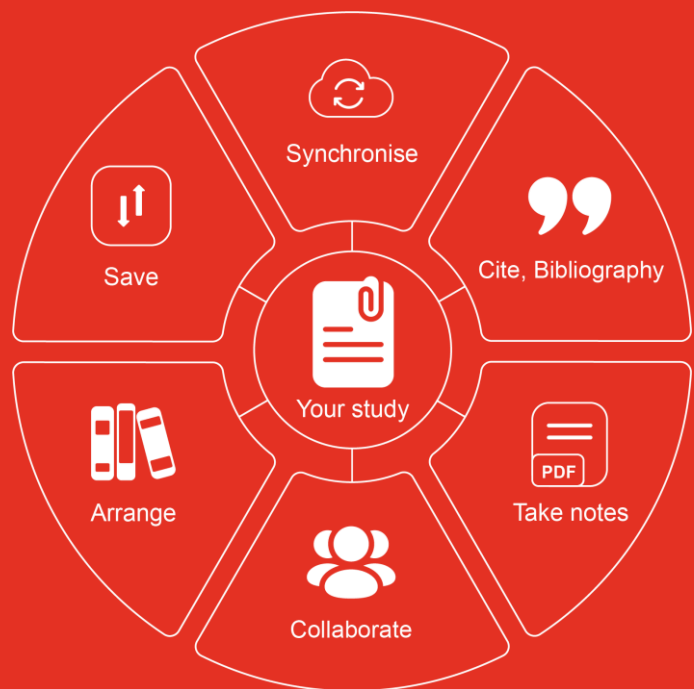 Synchronise
Cite, Bibliography
Save
Your study
PDF
Take notes
Arrange
Collaborate